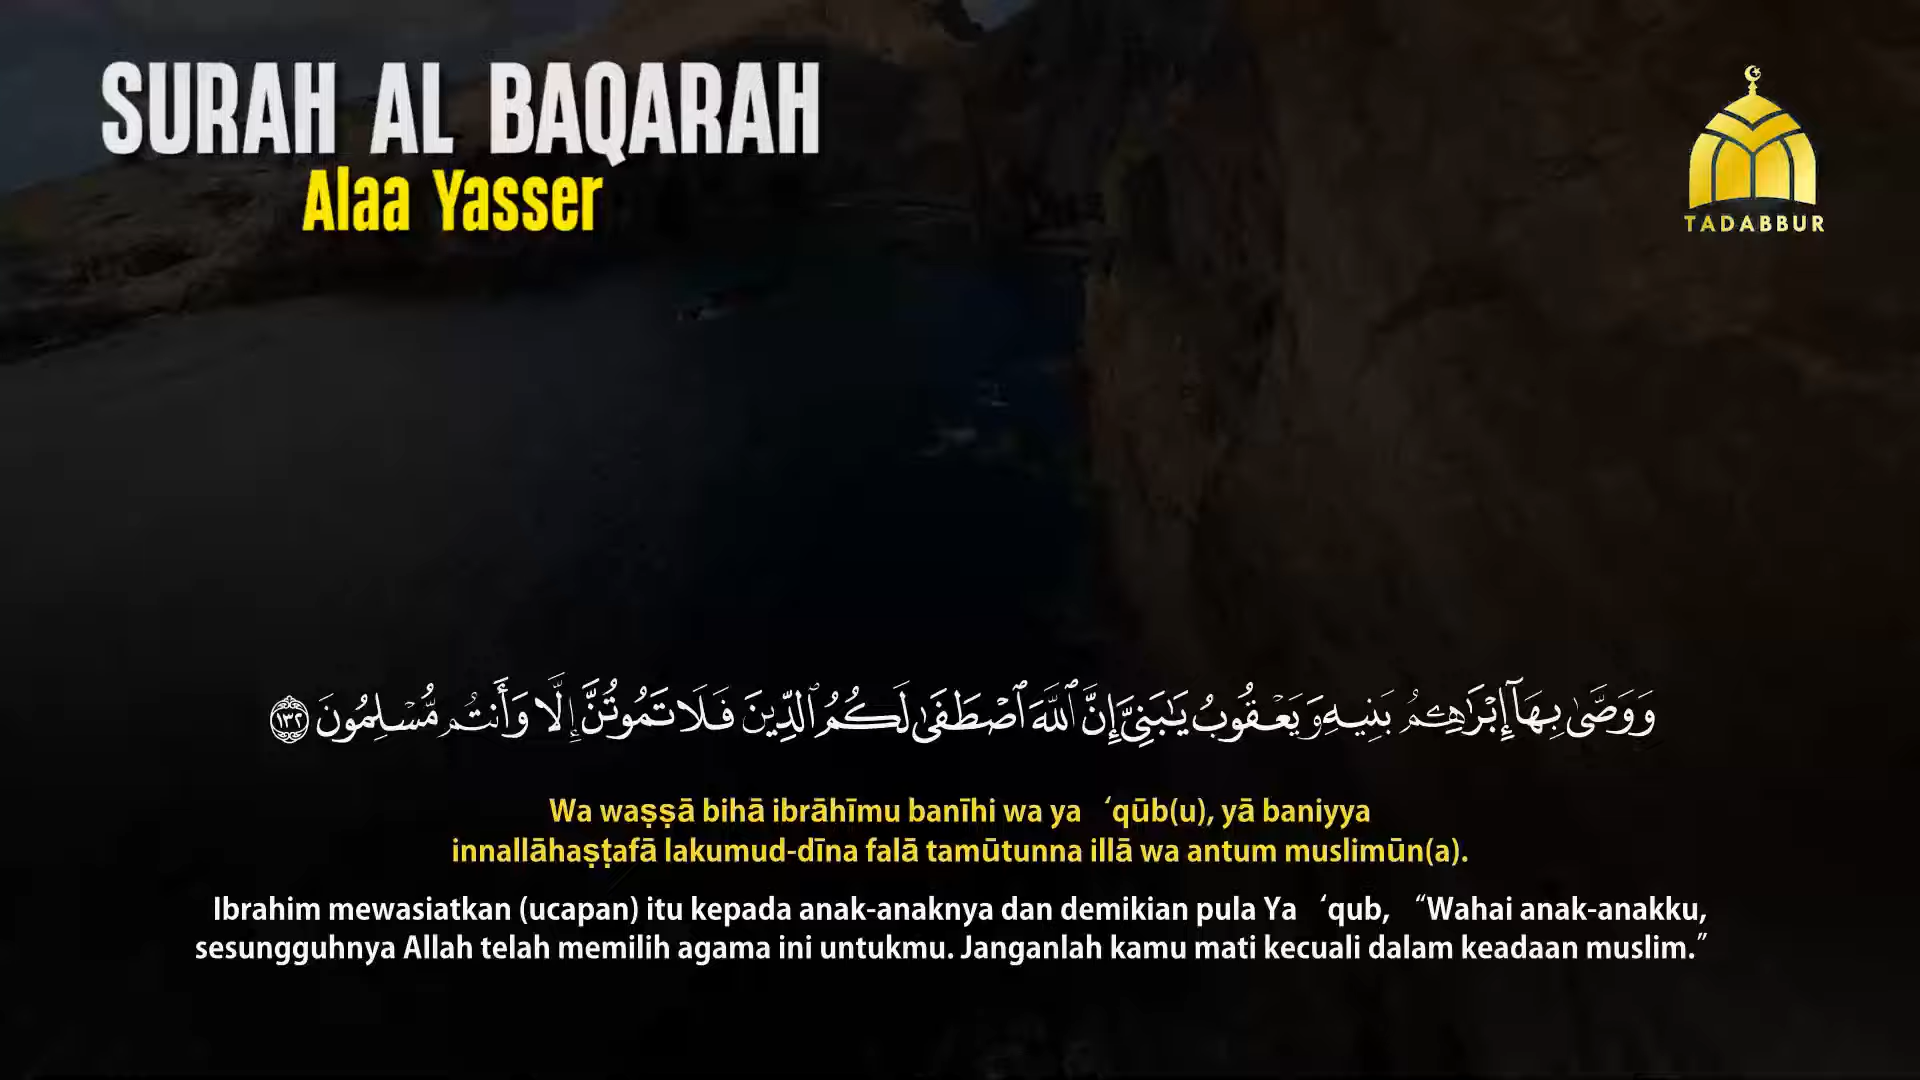 SURAH AL BAQARAH
Alaa Yasser
TADABBUR
وَوَصَّىٰ بِهَآ إِبْرَٰهِـۧمُ بَنِيهِ وَيَعْقُوبُ يَـٰبَنِىَّ إِنَّ ٱللَّهَ ٱصْطَفَىٰ لَكُمُ ٱلدِّينَ فَلَا تَمُوتُنَّ إِلَّا وَأَنتُم مُّسْلِمُونَ ١٣٢
Wa waṣṣā bihā ibrāhīmu banīhi wa ya ‘qūb(u), yā baniyya
innallāhaṣṭafā lakumud-dīna falā tamūtunna illā wa antum muslimūn(a).
Ibrahim mewasiatkan (ucapan) itu kepada anak-anaknya dan demikian pula Ya ‘qub, “Wahai anak-anakku,
sesungguhnya Allah telah memilih agama ini untukmu. Janganlah kamu mati kecuali dalam keadaan muslim.”